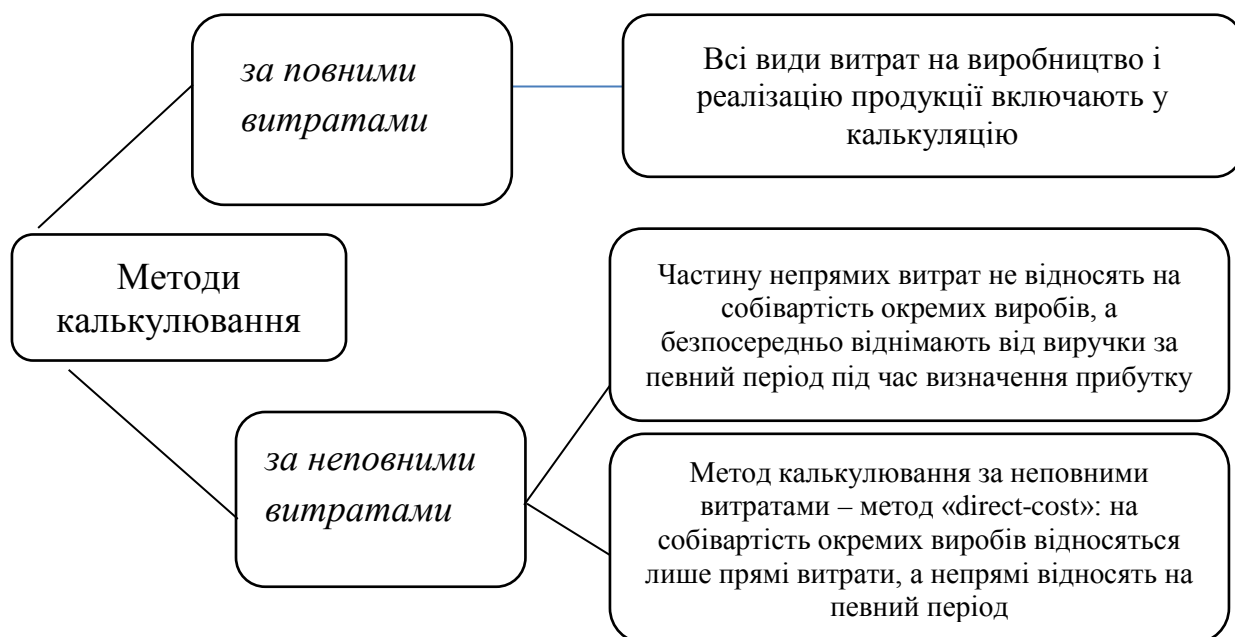 за повними
витратами
Всі види витрат на виробництво і
реалізацію продукції включають у
калькуляцію
Методи
калькулювання
Частину непрямих витрат не відносять на
собівартість окремих виробів, а
безпосередньо віднімають від виручки за
певний період під час визначення прибутку
за неповними
витратами
Метод калькулювання за неповними
витратами – метод «direct-cost»: на
собівартість окремих виробів відносяться
лише прямі витрати, а непрямі відносять на
певний період